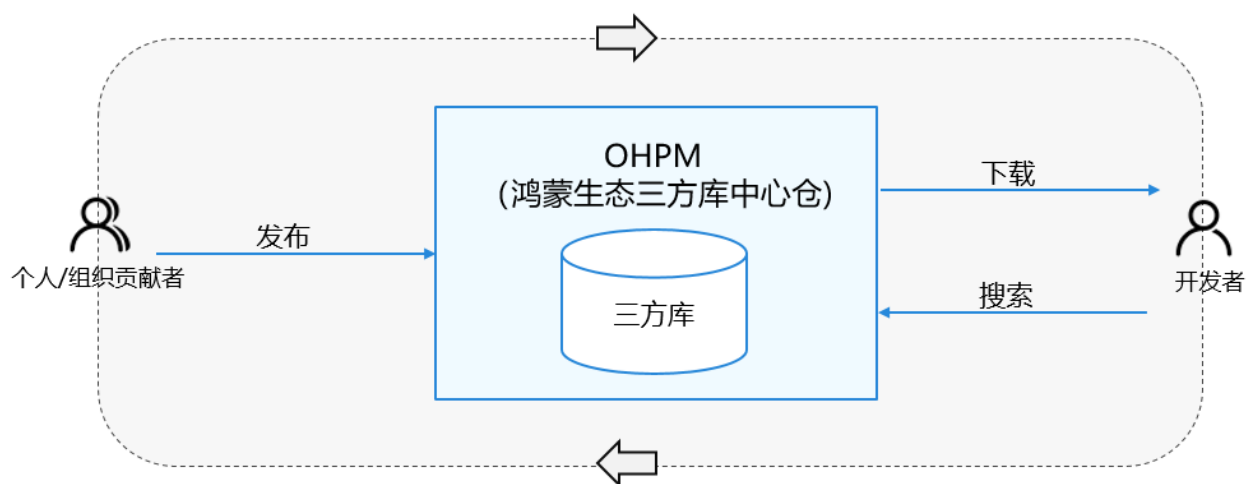 OHPM
（鸿蒙生态三方库中心仓）
三方库
发布
个人/组织贡献者
下载
搜索
开发者